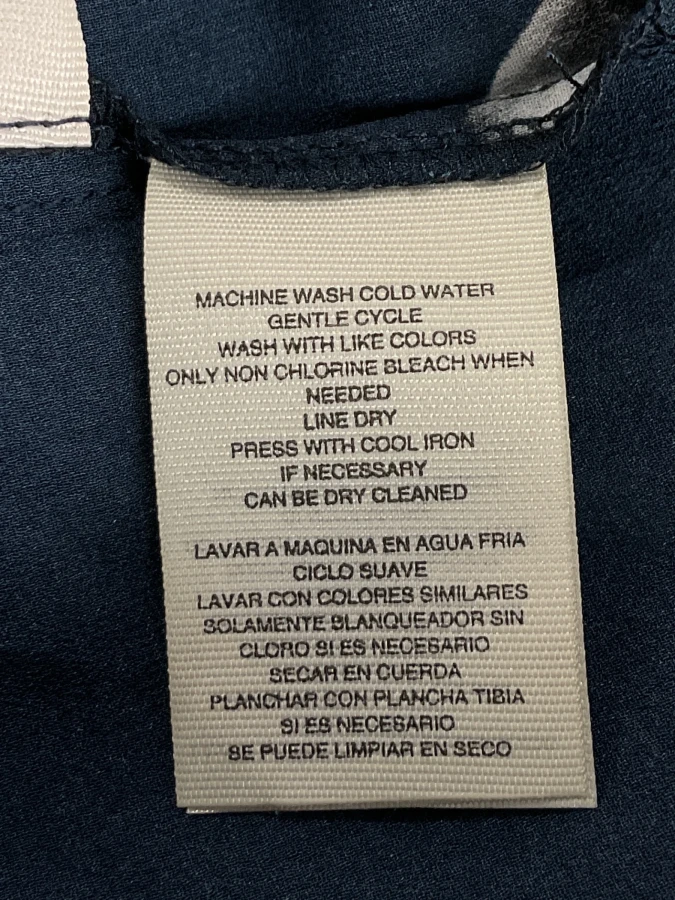 MACHINE WASH COLD WATER
GENTLE CYCLE
WASH WITH LIKE COLORS
ONLY NON CHLORINE BLEACH WHEN
NEEDED
LINE DRY
PRESS WITH COOL IRON
IF NECESSARY
CAN BE DRY CLEANED
LAVAR A MAQUINA EN AGUA FRIA
CICLO SUAVE
LAVAR CON COLORES SIMILARES
SOLAMENTE BLANQUEADOR SIN
CLORO SI ES NECESARIO
SECAR EN CUERDA
PLANCHAR CON PLANCHA TIBIA
SI ES NECESARIO
SE PUEDE LIMPIAR EN SECO